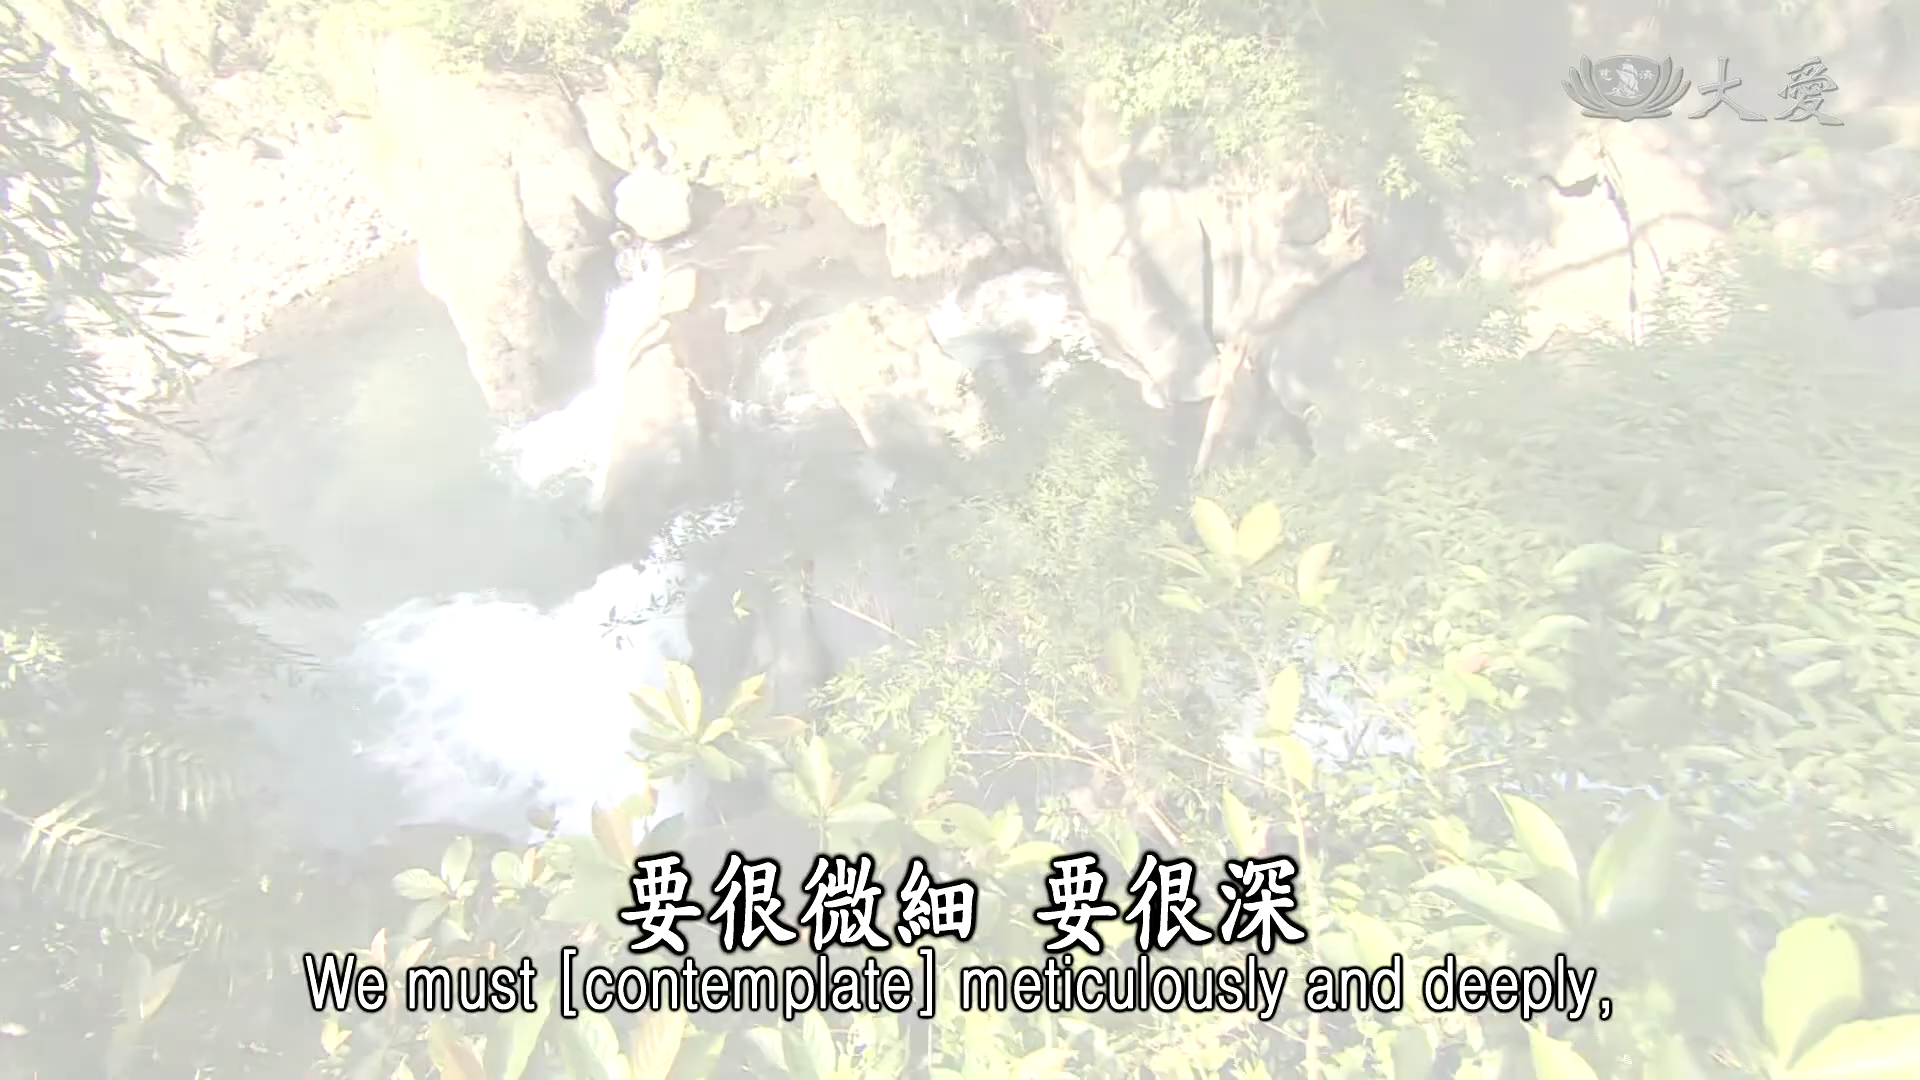 大愛
要很微細 要很深
We must [contemplate] meticulously and deeply,